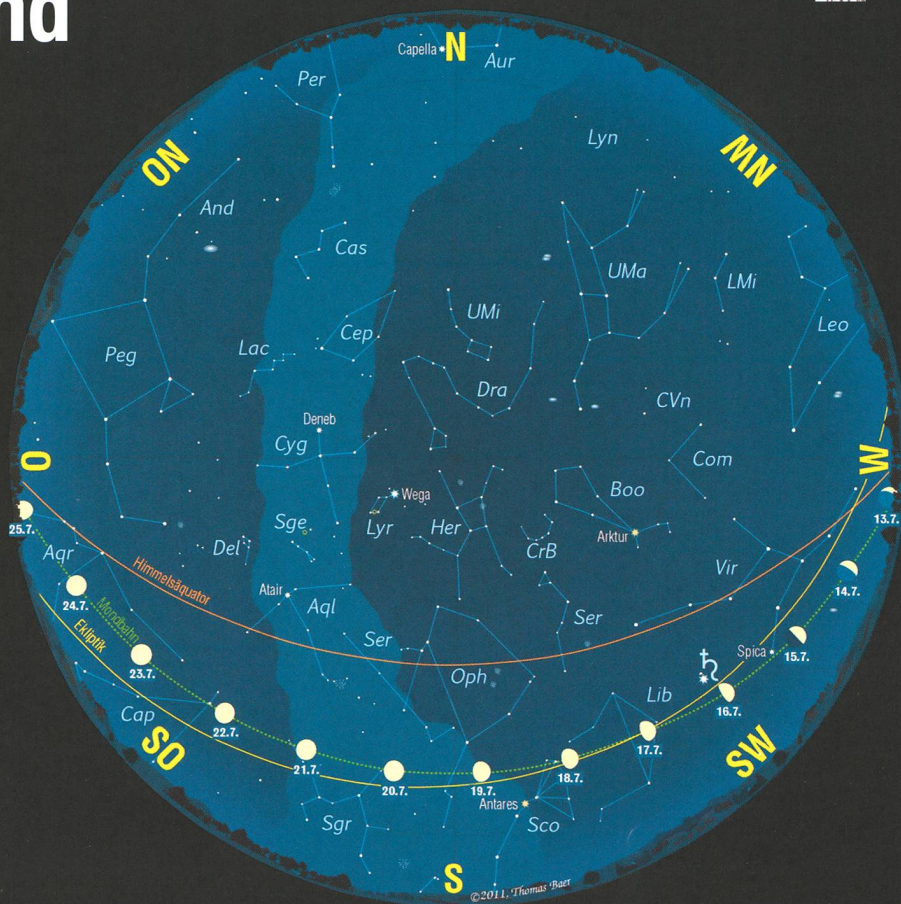 nd
Capella
N
Aur
Per
Lyn
NO
NW
And
Cas
UMa
LMi
UMi
Cep
Leo
Lac
Peg
Dra
CVn
Deneb
Cyg
Com
O
W
Wega
Boo
25.7.
Sge
Lyr
Her
Arktur
13.7.
Aqr
Del
CrB
Himmelsäquator
Vir
24.7.
Atair
Aql
14.7.
Mondbahn
Ser
Ser
Ekliptik
Spica
15.7.
23.7.
Oph
♄
Lib
16.7.
Cap
22.7.
17.7.
SO
SW
21.7.
18.7.
20.7.
19.7.
Antares
Sgr
Sco
S
©2011, Thomas Baer